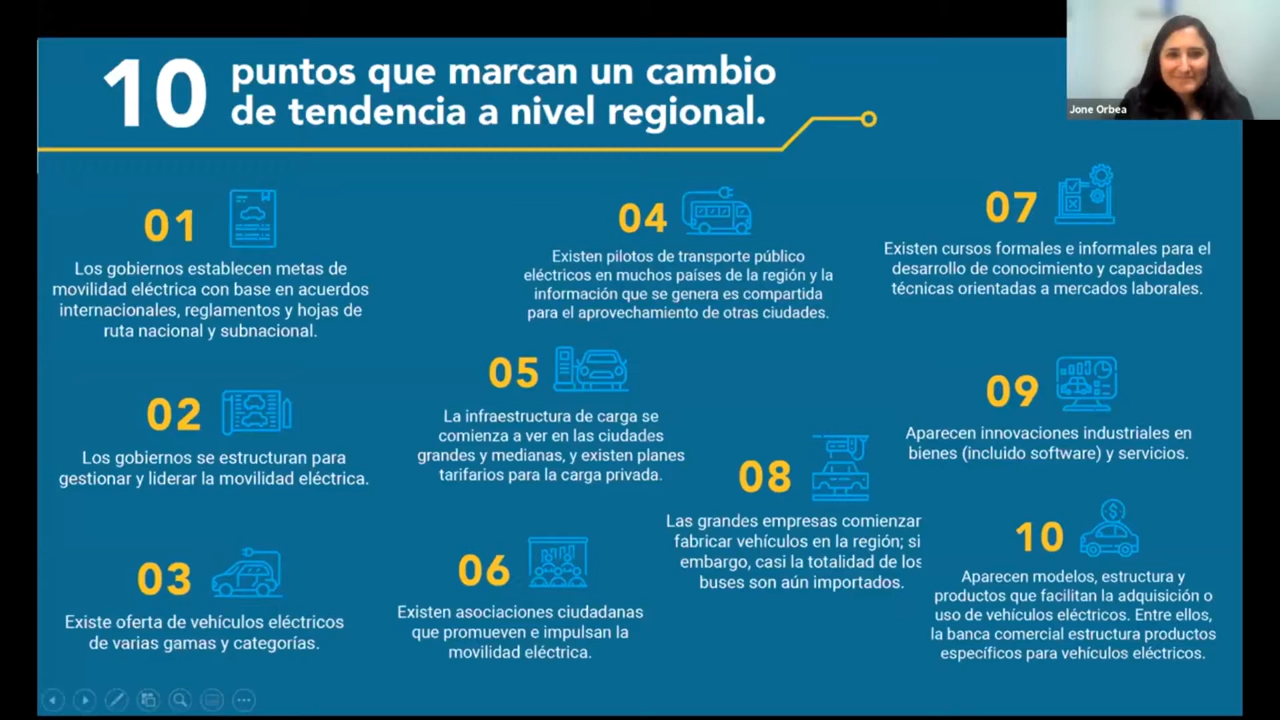 10 puntos que marcan un cambio
de tendencia a nivel regional.
Jone Orbea
01
Los gobiernos establecen metas de
movilidad eléctrica con base en acuerdos
internacionales, reglamentos y hojas de
ruta nacional y subnacional.
02
Los gobiernos se estructuran para
gestionar y liderar la movilidad eléctrica.
03
Existe oferta de vehículos eléctricos
de varias gamas y categorías.
04
Existen pilotos de transporte público
eléctricos en muchos países de la región y la
información que se genera es compartida
para el aprovechamiento de otras ciudades.
05
La infraestructura de carga se
comienza a ver en las ciudades
grandes y medianas, y existen planes
tarifarios para la carga privada.
06
Existen asociaciones ciudadanas
que promueven e impulsan la
movilidad eléctrica.
07
Existen cursos formales e informales para el
desarrollo de conocimiento y capacidades
técnicas orientadas a mercados laborales.
08
Las grandes empresas comienzan
fabricar vehículos en la región; si
embargo, casi la totalidad de los
buses son aún importados.
09
Aparecen innovaciones industriales en
bienes (incluido software) y servicios.
10
Aparecen modelos, estructura y
productos que facilitan la adquisición o
uso de vehículos eléctricos. Entre ellos,
la banca comercial estructura productos
específicos para vehículos eléctricos.